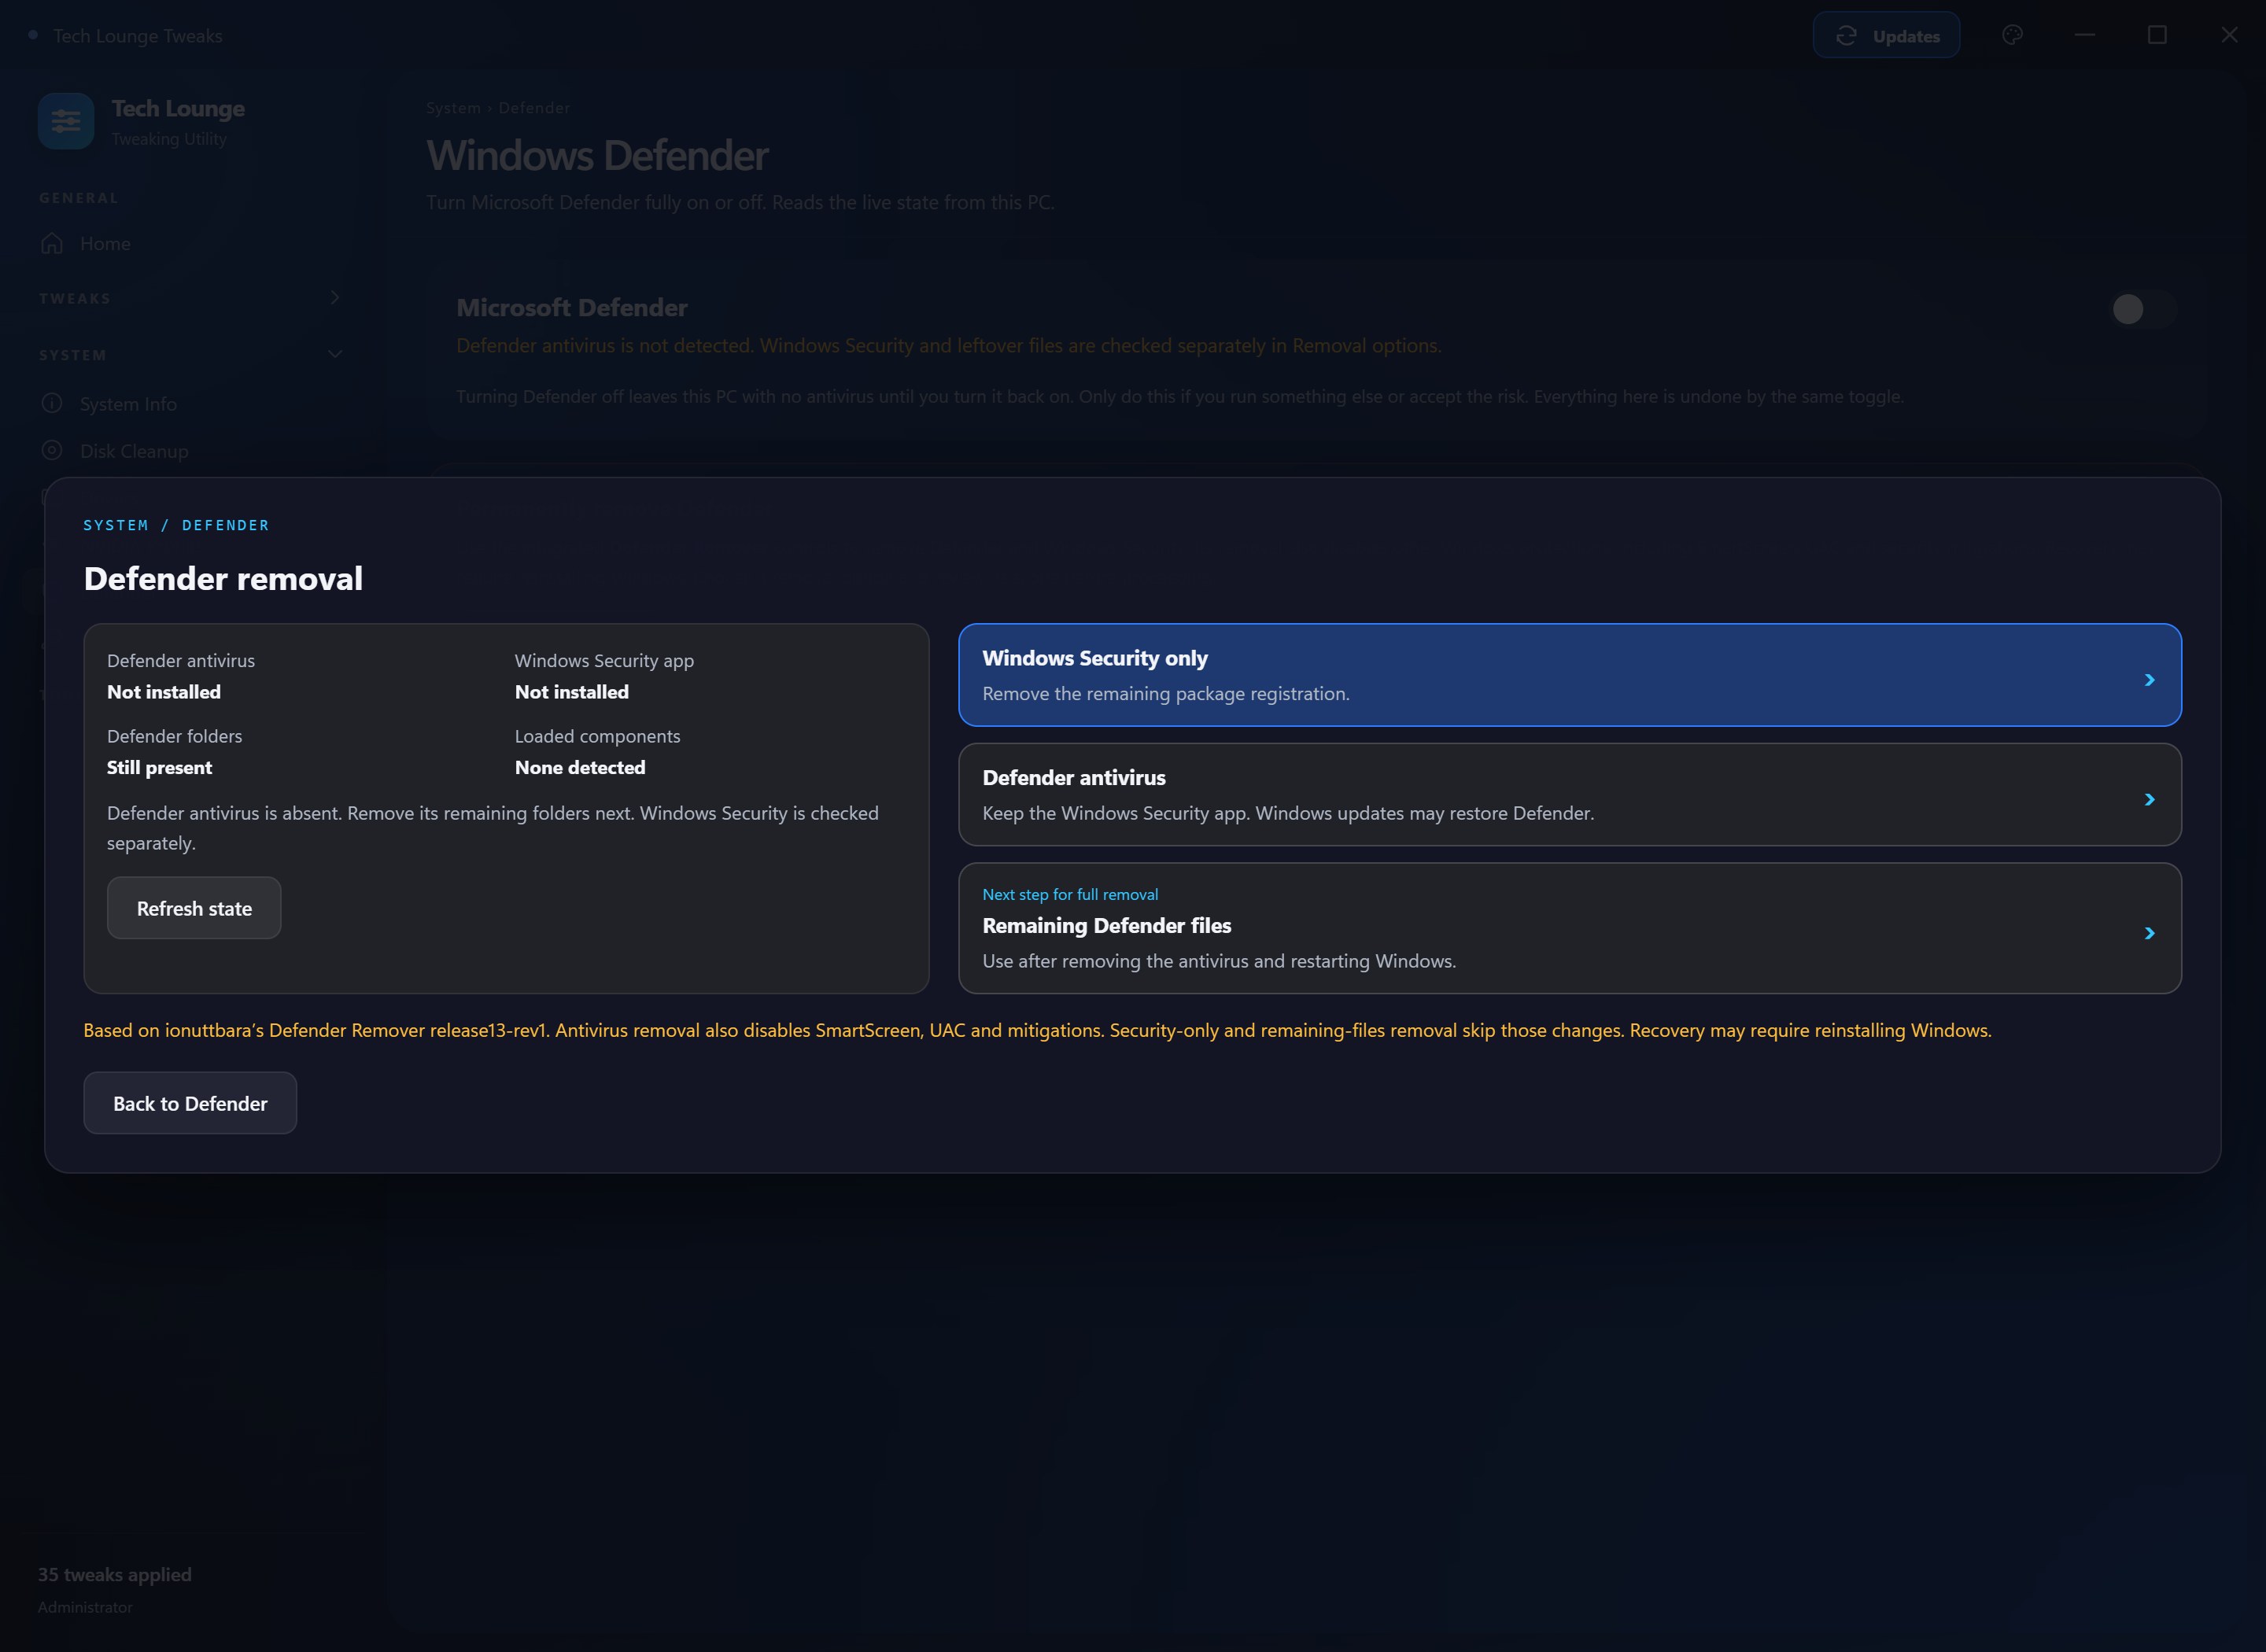 Tech Lounge Tweaks
Updates
Tech Lounge
Tweaking Utility
GENERAL
Home
TWEAKS
SYSTEM
System Info
Disk Cleanup
System › Defender
Windows Defender
Turn Microsoft Defender fully on or off. Reads the live state from this PC.
Microsoft Defender
Defender antivirus is not detected. Windows Security and leftover files are checked separately in Removal options.
Turning Defender off leaves this PC with no antivirus until you turn it back on. Only do this if you run something else or accept the risk. Everything here is undone by the same toggle.
SYSTEM / DEFENDER
Defender removal
Defender antivirus
Not installed
Windows Security app
Not installed
Defender folders
Still present
Loaded components
None detected
Defender antivirus is absent. Remove its remaining folders next. Windows Security is checked
separately.
Refresh state
Windows Security only
Remove the remaining package registration.
Defender antivirus
Keep the Windows Security app. Windows updates may restore Defender.
Next step for full removal
Remaining Defender files
Use after removing the antivirus and restarting Windows.
Based on ionuttbara's Defender Remover release13-rev1. Antivirus removal also disables SmartScreen, UAC and mitigations. Security-only and remaining-files removal skip those changes. Recovery may require reinstalling Windows.
Back to Defender
35 tweaks applied
Administrator